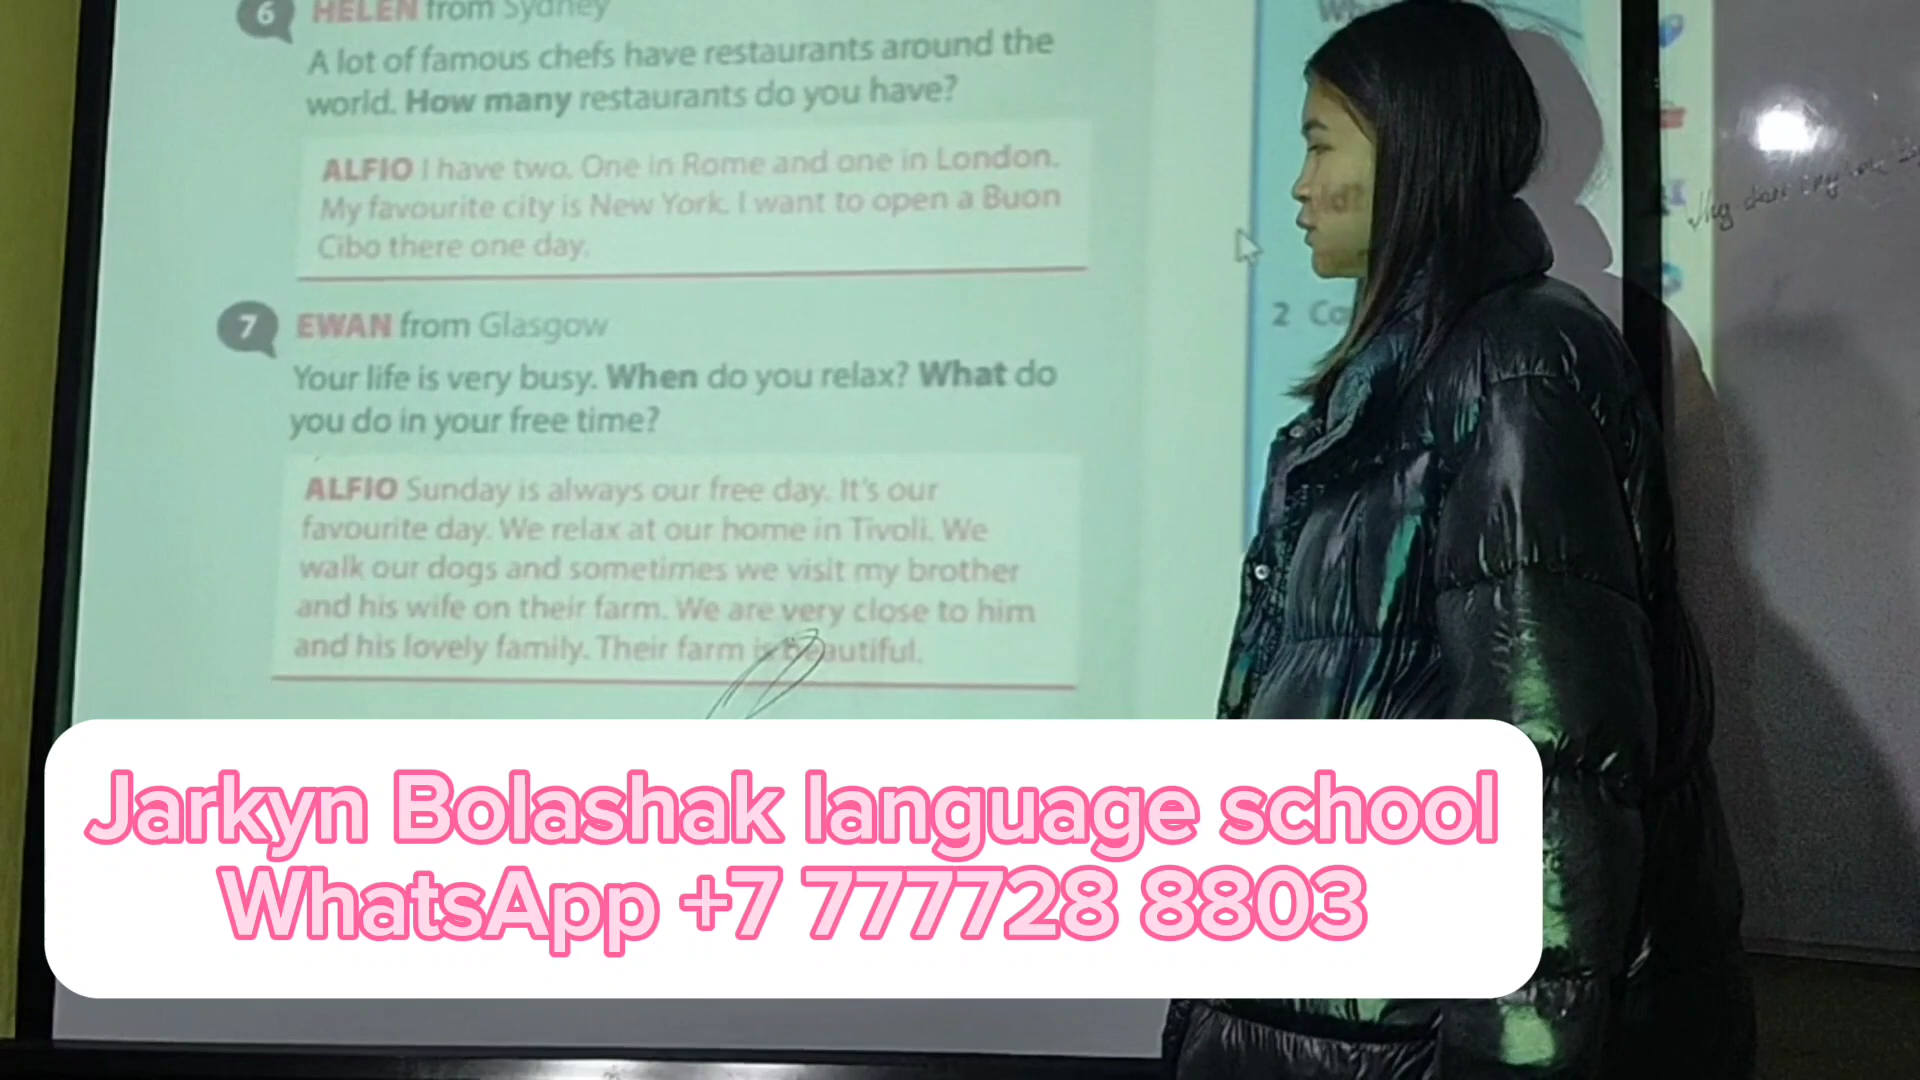 6 HELEN from Sydney
A lot of famous chefs have restaurants around the
world. How many restaurants do you have?
ALFIO I have two. One in Rome and one in London.
My favourite city is New York. I want to open a Buon
Cibo there one day.
7 EWAN from Glasgow
Your life is very busy. When do you relax? What do
you do in your free time?
ALFIO Sunday is always our free day. It's our
favourite day. We relax at our home in Tivoli. We
walk our dogs and sometimes we visit my brother
and his wife on their farm. We are very close to him
and his lovely family. Their farm is beautiful.
2
Jarkyn Bolashak language school
WhatsApp +7 777728 8803